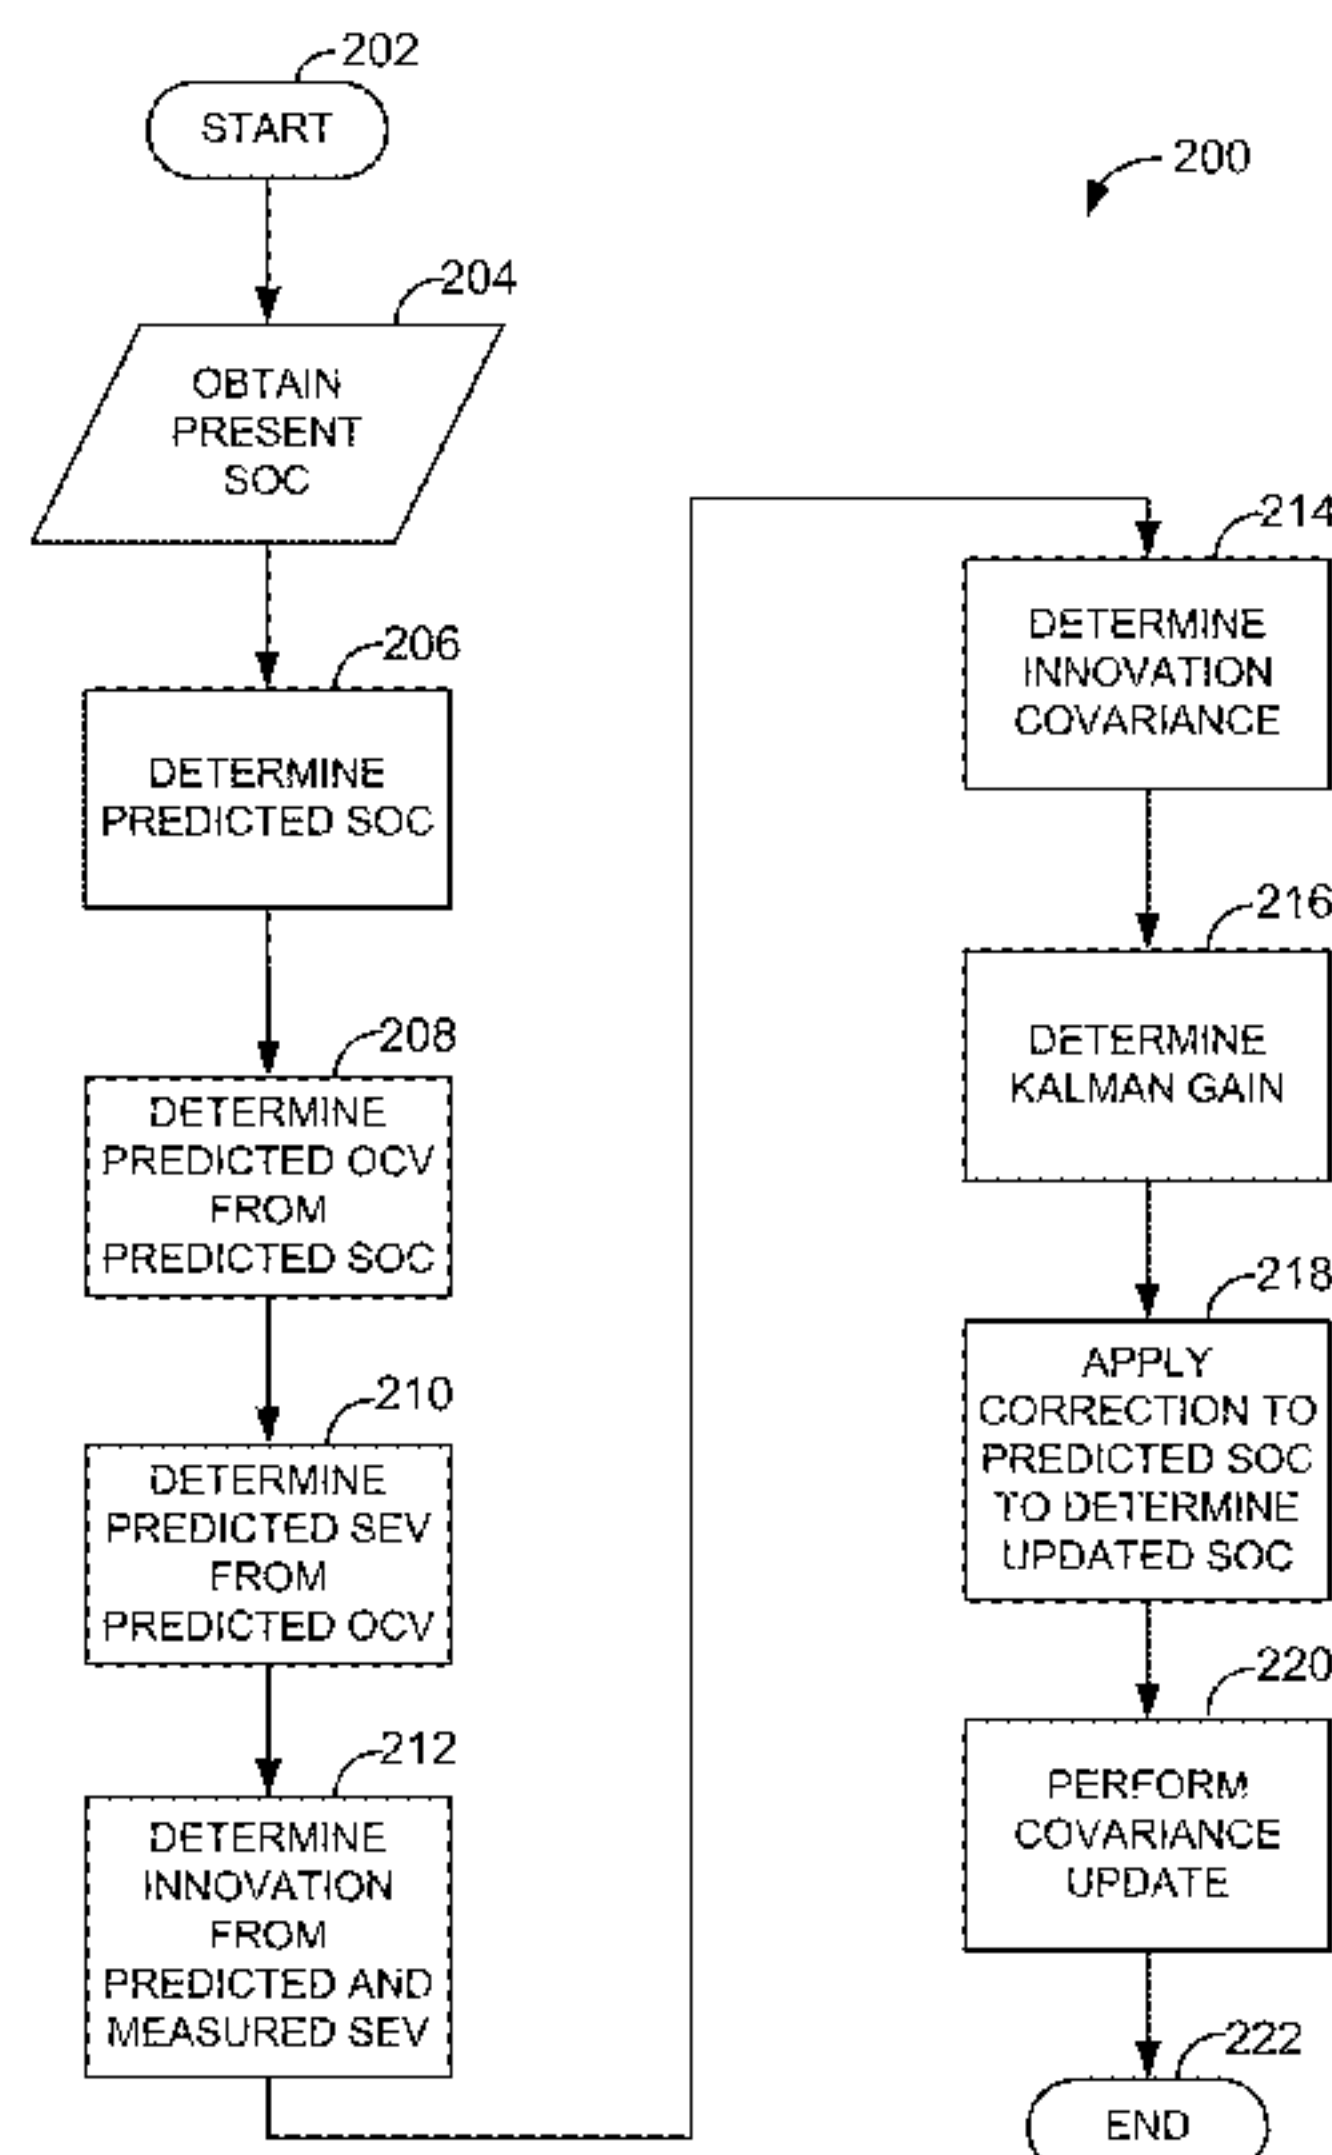 202
START
200
204
OBTAIN
PRESENT
SOC
206
DETERMINE
PREDICTED SOC
208
DETERMINE
PREDICTED OCV
FROM
PREDICTED SOC
210
DETERMINE
PREDICTED SEV
FROM
PREDICTED OCV
212
DETERMINE
INNOVATION
FROM
PREDICTED AND
MEASURED SEV
214
DETERMINE
INNOVATION
COVARIANCE
216
DETERMINE
KALMAN GAIN
218
APPLY
CORRECTION TO
PREDICTED SOC
TO DETERMINE
UPDATED SOC
220
PERFORM
COVARIANCE
UPDATE
222
END